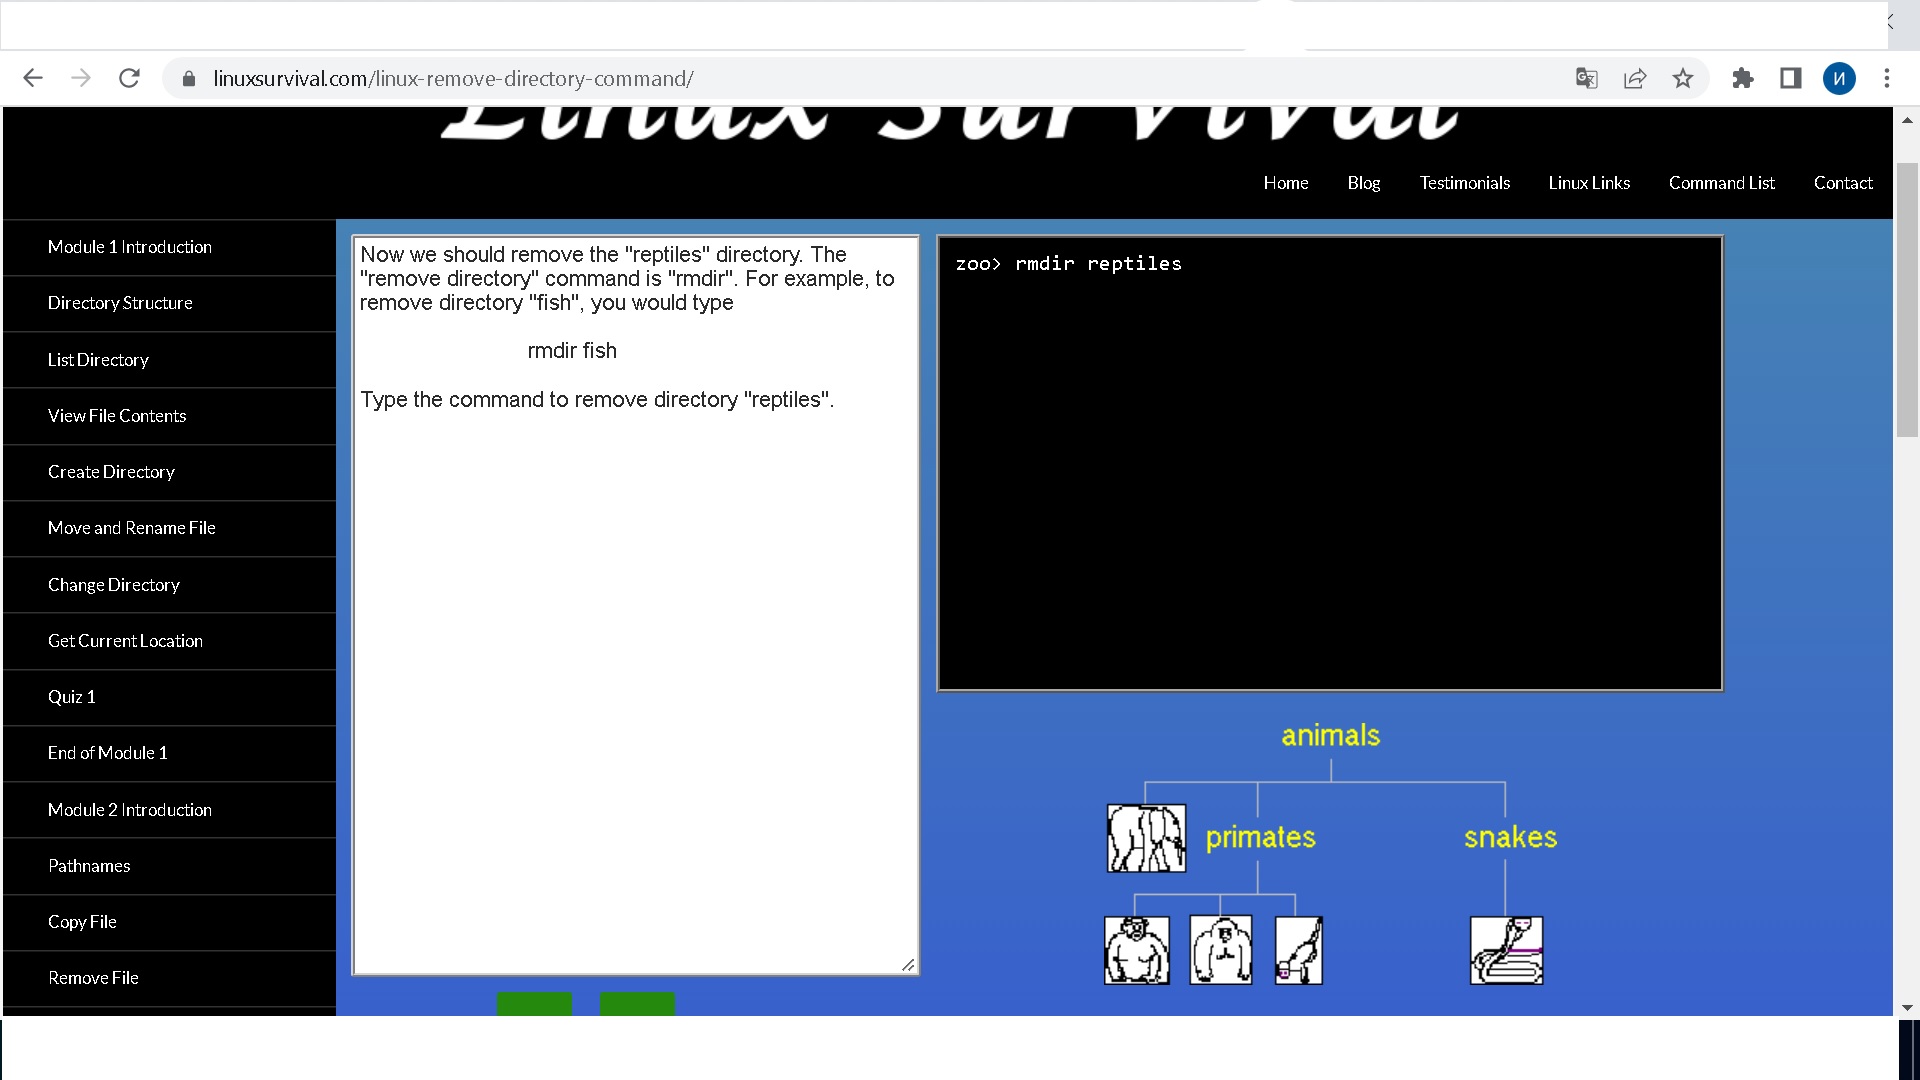 linuxsurvival.com/linux-remove-directory-command/
И
Linux Survival
Home Blog Testimonials Linux Links Command List Contact
Module 1 Introduction
Directory Structure
List Directory
View File Contents
Create Directory
Move and Rename File
Change Directory
Get Current Location
Quiz 1
End of Module 1
Module 2 Introduction
Pathnames
Copy File
Remove File
Now we should remove the "reptiles" directory. The
"remove directory" command is "rmdir". For example, to
remove directory "fish", you would type
rmdir fish
Type the command to remove directory "reptiles".
zoo> rmdir reptiles
animals
primates snakes